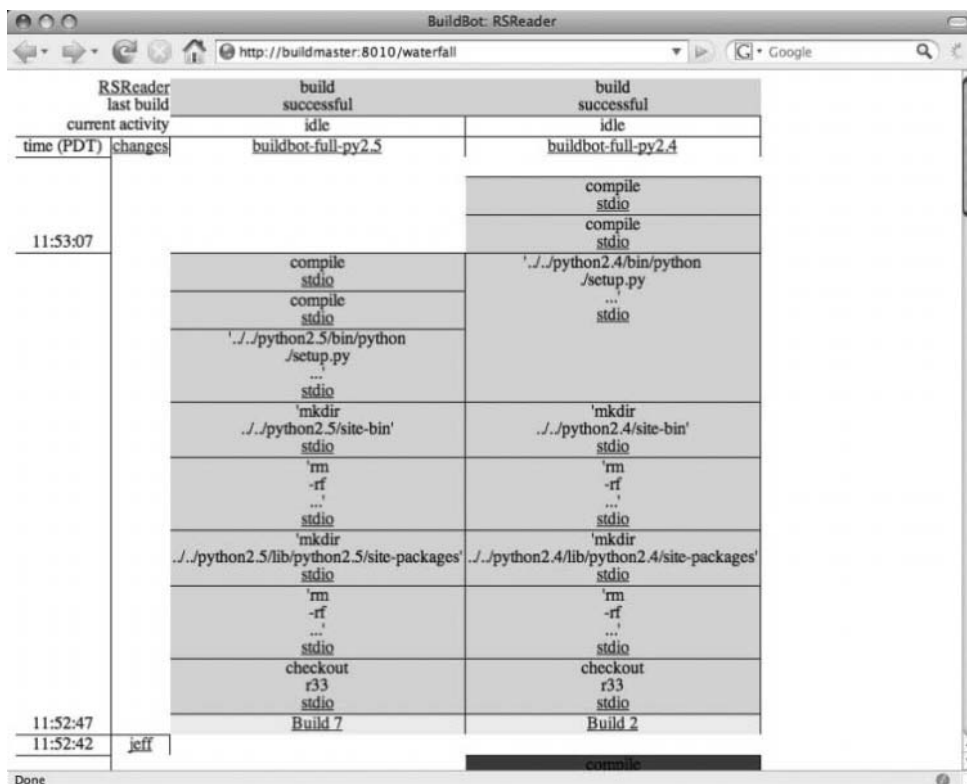 BuildBot: RSReader
http://buildmaster:8010/waterfall
G Google
RSReader
last build
build
successful
build
successful
current activity
idle
idle
time (PDT)
changes
buildbot-full-py2.5
buildbot-full-py2.4
compile
stdio
compile
stdio
11:53:07
compile
stdio
compile
stdio
'../../python2.5/bin/python
./setup.py
...'
stdio
'../../python2.4/bin/python
./setup.py
...'
stdio
'mkdir
../../python2.5/site-bin'
stdio
'mkdir
../../python2.4/site-bin'
stdio
'rm
-rf
...'
stdio
'rm
-rf
...'
stdio
'mkdir
../../python2.5/lib/python2.5/site-packages'
stdio
'mkdir
../../python2.4/lib/python2.4/site-packages'
stdio
'rm
-rf
...'
stdio
'rm
-rf
...'
stdio
checkout
r33
stdio
checkout
r33
stdio
11:52:47
Build 7
Build 2
11:52:42
jeff
compile
Done